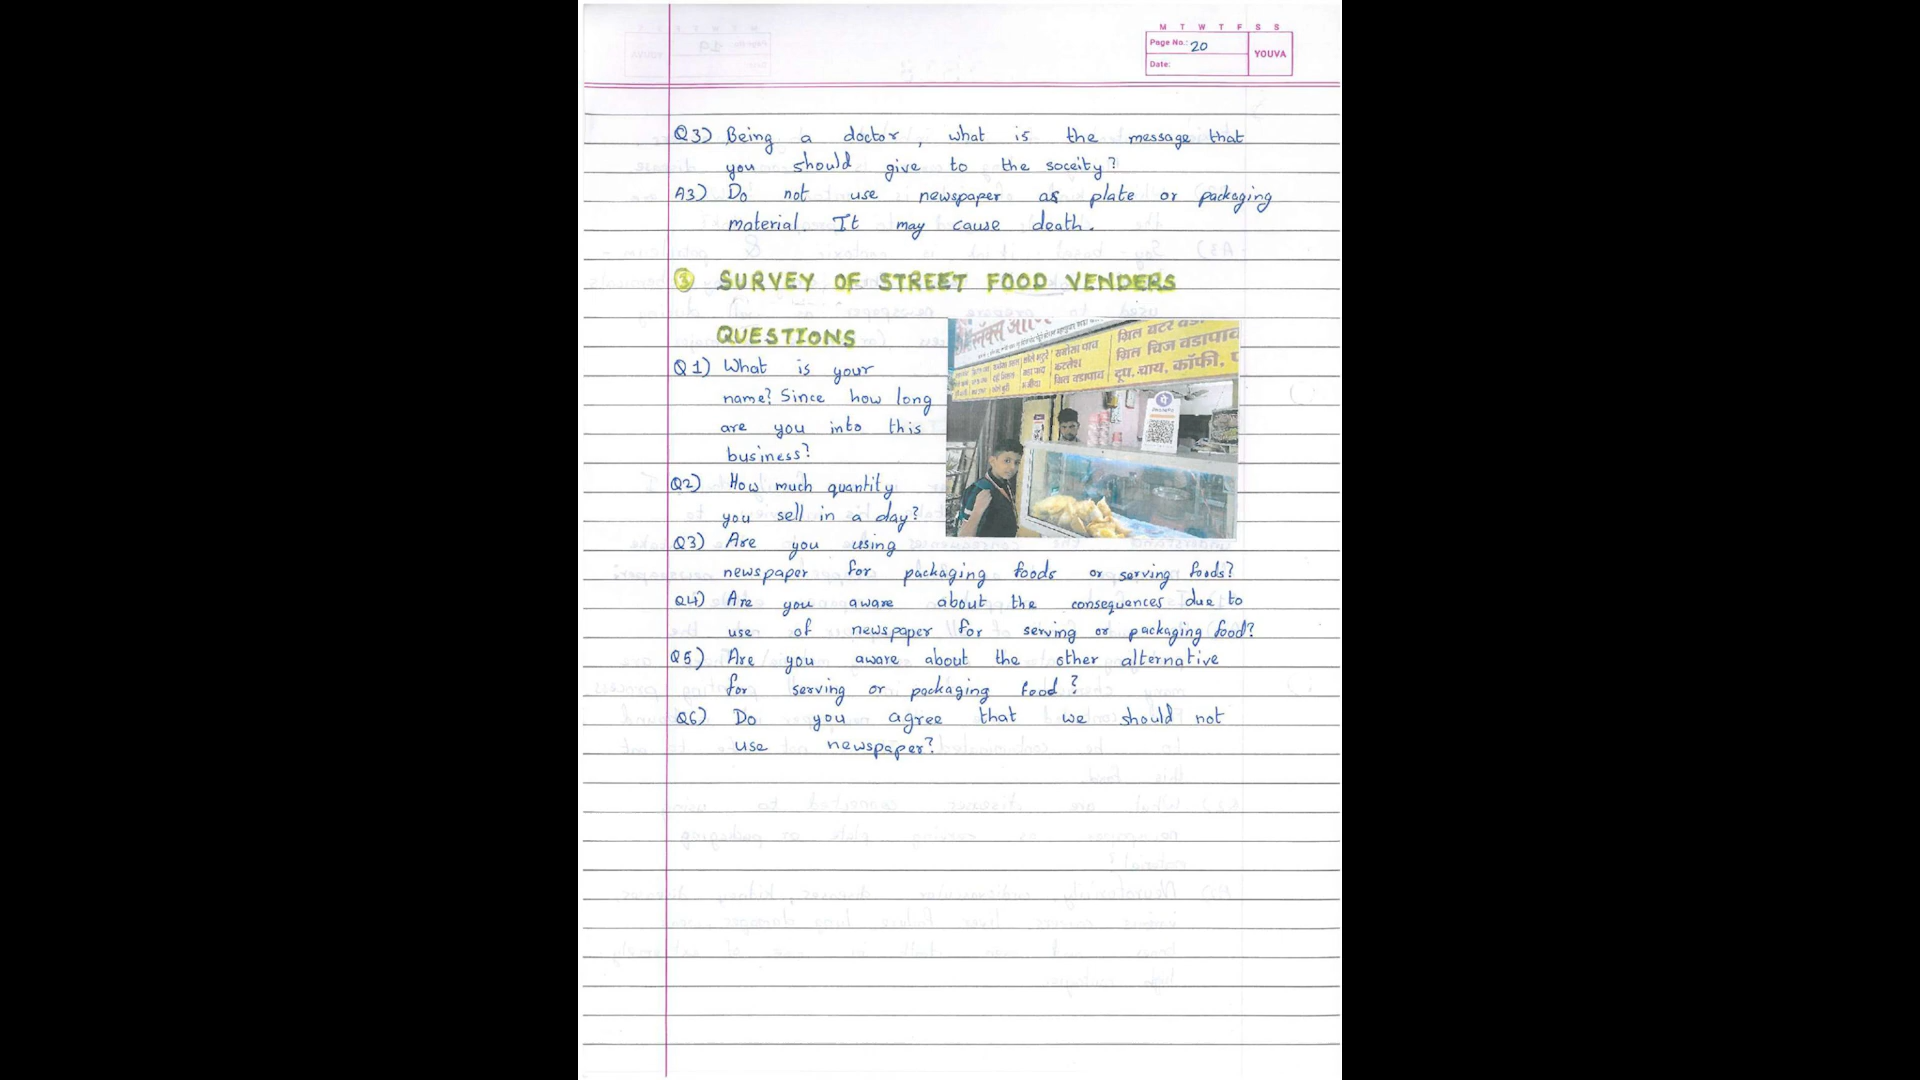 M T W T F S S
Page No.: 20
Date:
YOUVA
Q3) Being a doctor, what is the message that
you should give to the soceity?
A3) Do not use newspaper as plate or packaging
material It may cause death.
3 SURVEY OF STREET FOOD VENDERS
QUESTIONS
Q1) What is your
name? Since how long
are you into this
business?
Q2) How much quantity
you sell in a day?
Q3) Are you using
newspaper for packaging foods or serving foods?
Q4) Are you aware about the consequences due to
use of newspaper for serving or packaging food?
Q5) Are you aware about the other alternative
for serving or packaging food?
Q6) Do you agree that we should not
use newspaper?
समोसा पाव
कटलेश
ग्रिल वडापाव
ग्रिल चिज वडापाव
दूध, चाय, कॉफी,